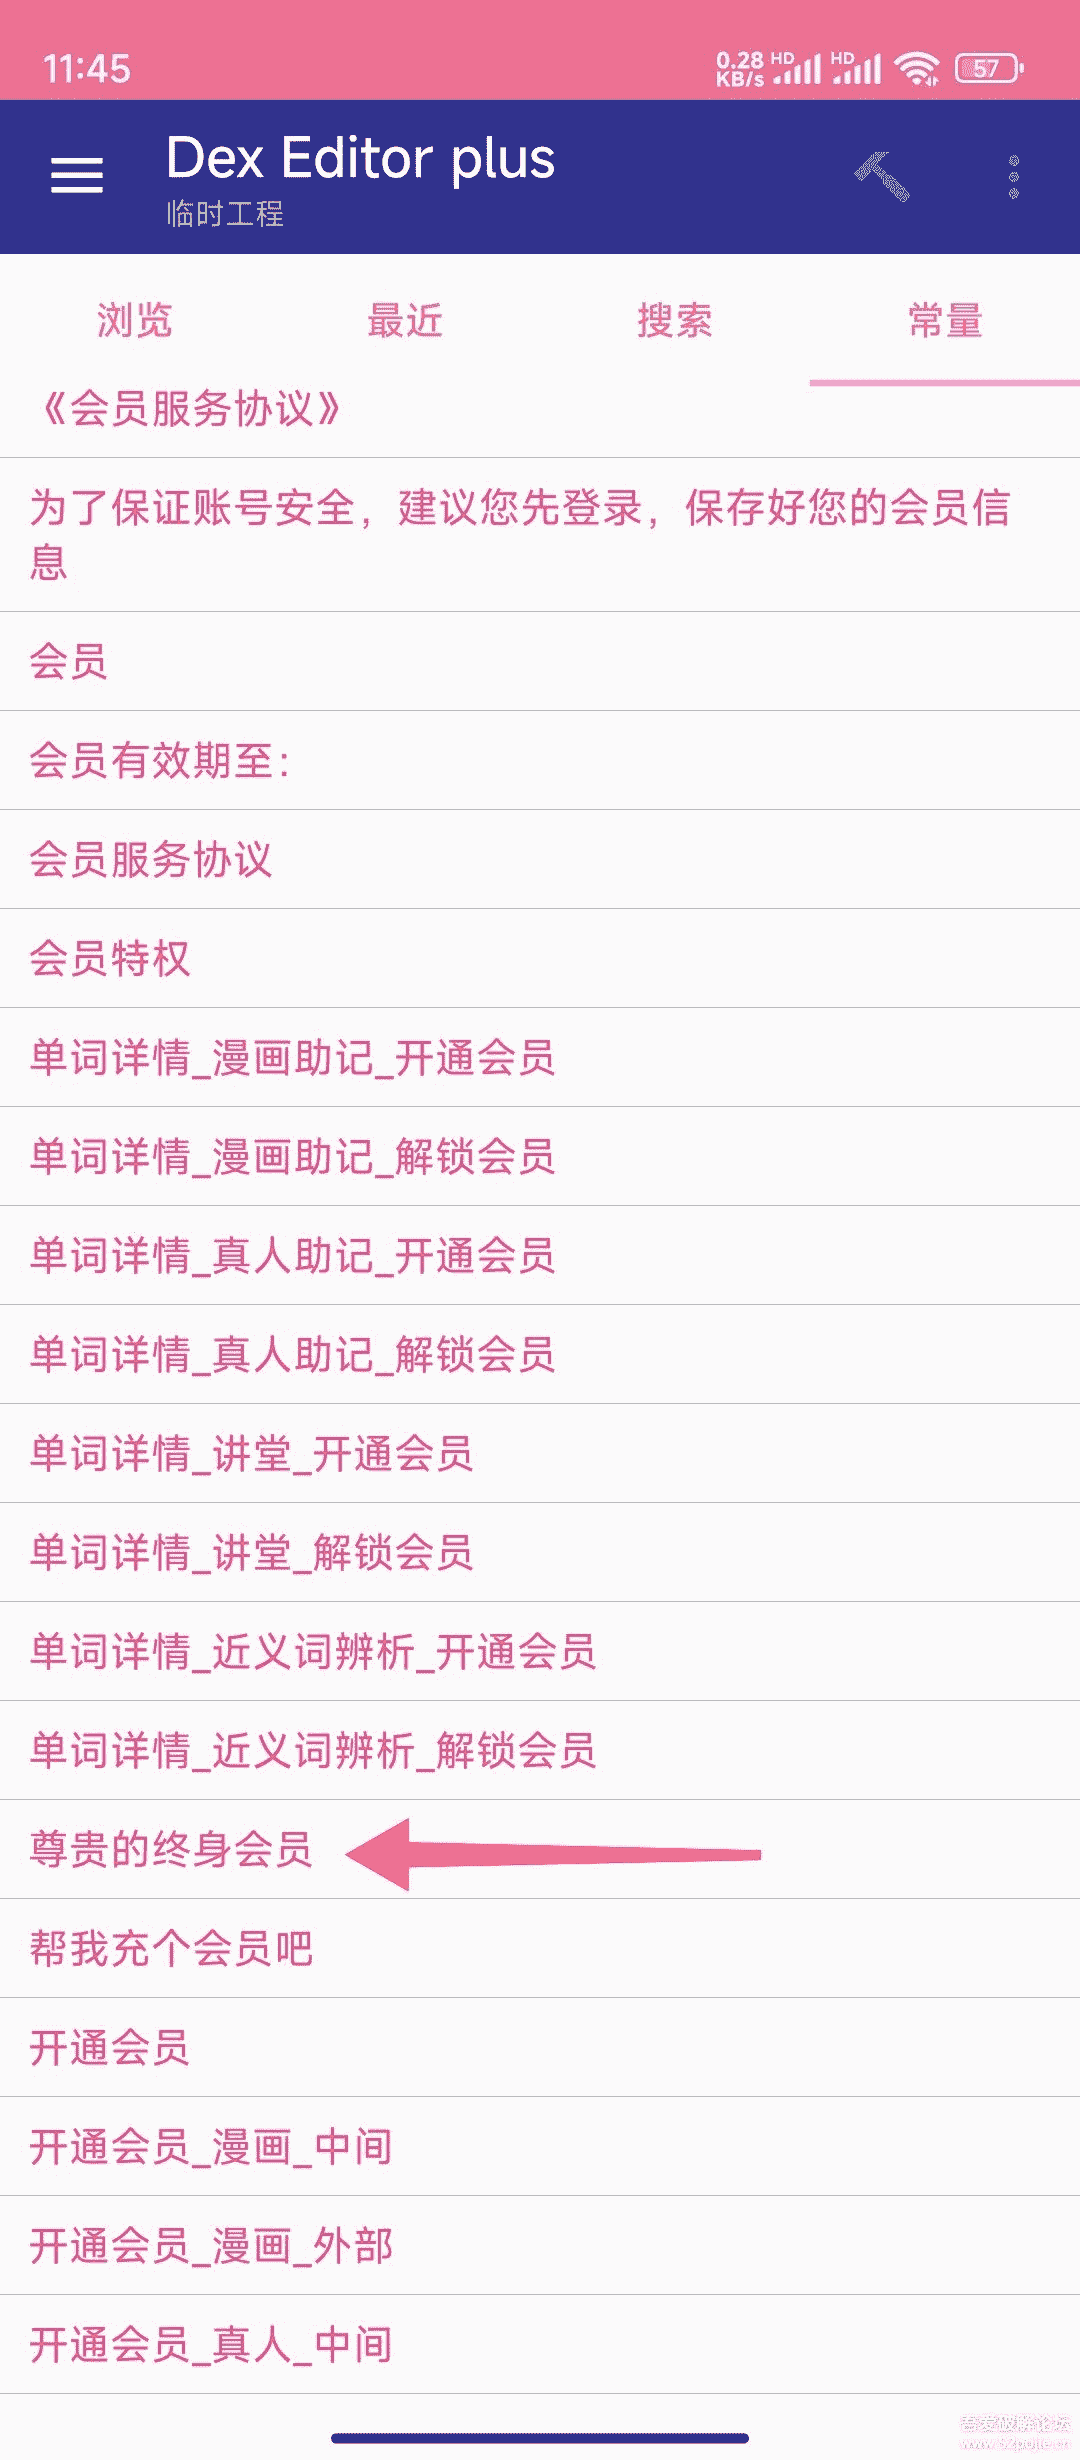 11:45
0.28 KB/s HD HD 57
Dex Editor plus
临时工程
浏览 最近 搜索 常量
《会员服务协议》
为了保证账号安全，建议您先登录，保存好您的会员信
息
会员
会员有效期至：
会员服务协议
会员特权
单词详情_漫画助记_开通会员
单词详情_漫画助记_解锁会员
单词详情_真人助记_开通会员
单词详情_真人助记_解锁会员
单词详情_讲堂_开通会员
单词详情_讲堂_解锁会员
单词详情_近义词辨析_开通会员
单词详情_近义词辨析_解锁会员
尊贵的终身会员
帮我充个会员吧
开通会员
开通会员_漫画_中间
开通会员_漫画_外部
开通会员_真人_中间
吾爱破解论坛
www.52pojie.cn